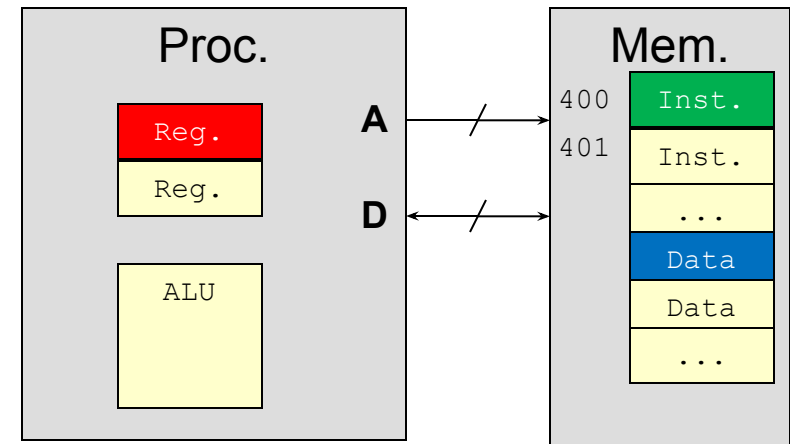 Proc.
Reg.
Reg.
ALU
A
D
Mem.
400 Inst.
401 Inst.
...
Data
Data
...